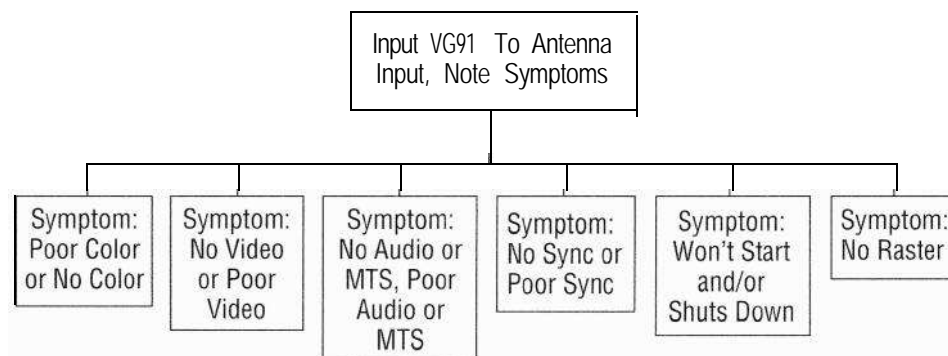 Input VG91 To Antenna
Input, Note Symptoms
Symptom:
Poor Color
or No Color
Symptom:
No Video
or Poor
Video
Symptom:
No Audio or
MTS, Poor
Audio or
MTS
Symptom:
No Sync or
Poor Sync
Symptom:
Won't Start
and/or
Shuts Down
Symptom:
No Raster